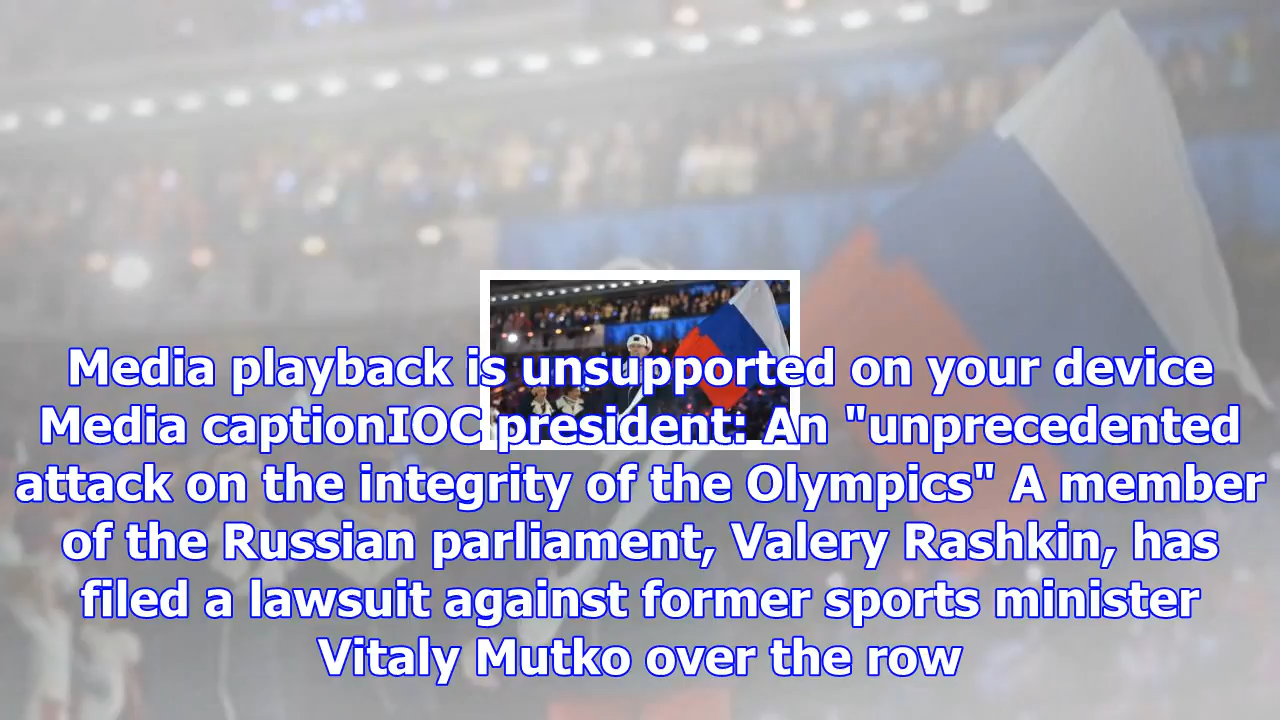 Media playback is unsupported on your device
Media captionIOC president: An "unprecedented
attack on the integrity of the Olympics" A member
of the Russian parliament, Valery Rashkin, has
filed a lawsuit against former sports minister
Vitaly Mutko over the row